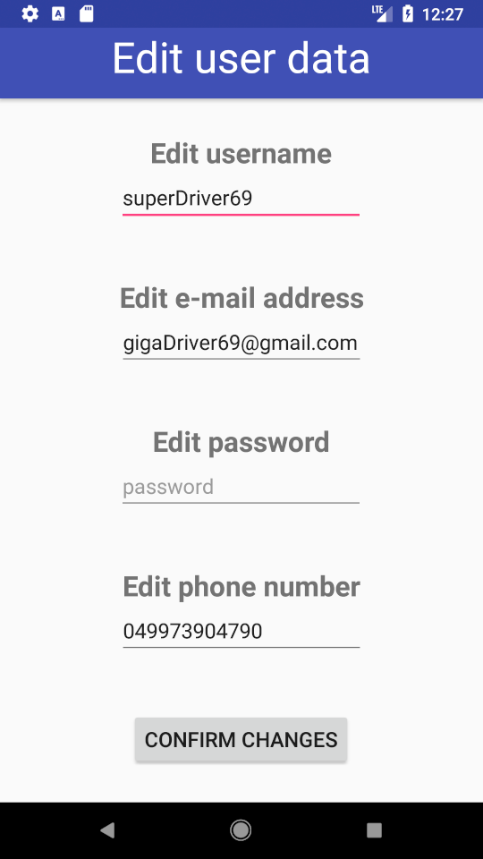 LTE 12:27
Edit user data
Edit username
superDriver69
Edit e-mail address
gigaDriver69@gmail.com
Edit password
password
Edit phone number
049973904790
CONFIRM CHANGES